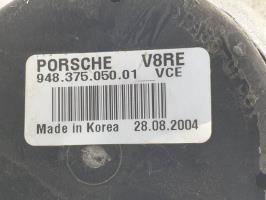 PORSCHE V8RE
948.375.050.01 VCE
Made in Korea 28.08.2004